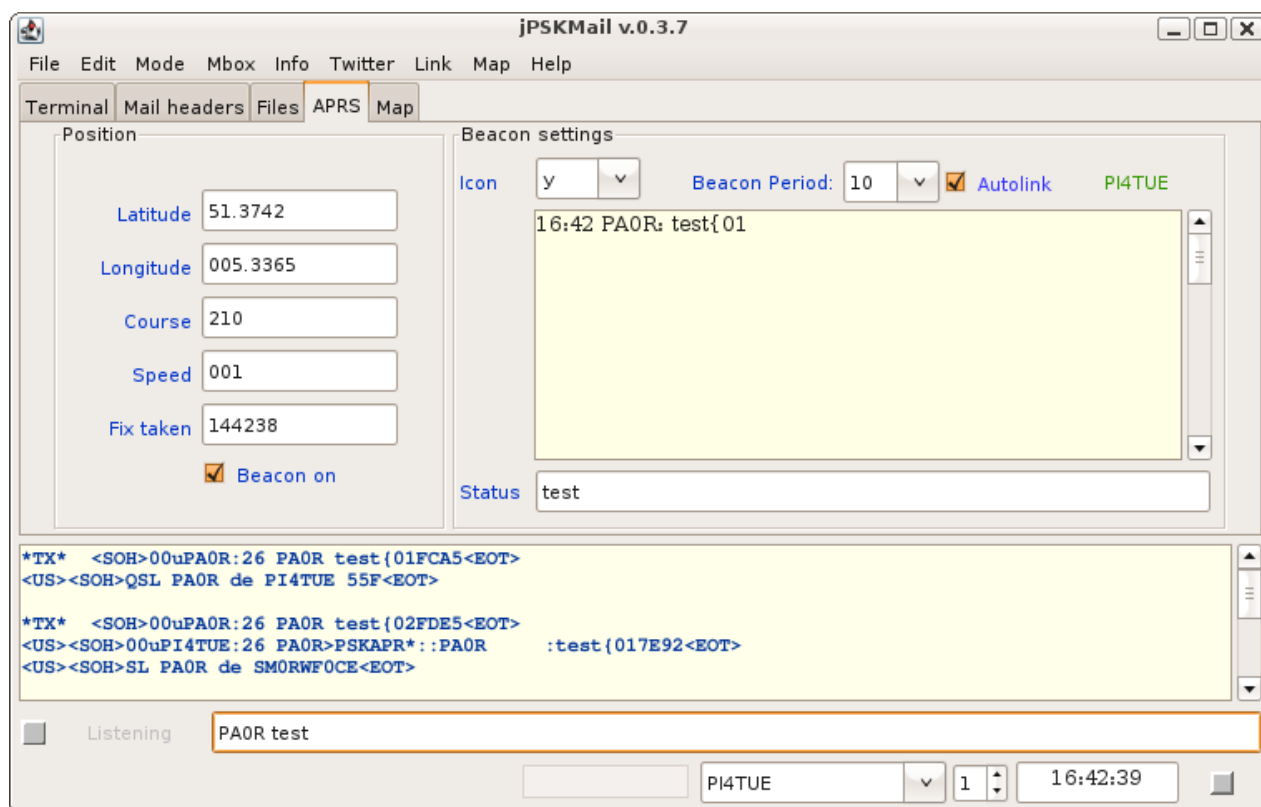 jPSKMail v.0.3.7
File Edit Mode Mbox Info Twitter Link Map Help
Terminal Mail headers Files APRS Map
Position
Latitude 51.3742
Longitude 005.3365
Course 210
Speed 001
Fix taken 144238
Beacon on
Beacon settings
Icon y Beacon Period: 10 Autolink PI4TUE
16:42 PA0R: test{01
Status test
*TX*  <SOH>00uPA0R:26 PA0R test{01FCA5<EOT>
<US><SOH>QSL PA0R de PI4TUE 55F<EOT>
*TX*  <SOH>00uPA0R:26 PA0R test{02FDE5<EOT>
<US><SOH>00uPI4TUE:26 PA0R>PSKAPR*::PA0R     :test{017E92<EOT>
<US><SOH>SL PA0R de SM0RWF0CE<EOT>
Listening PA0R test
PI4TUE 1 16:42:39